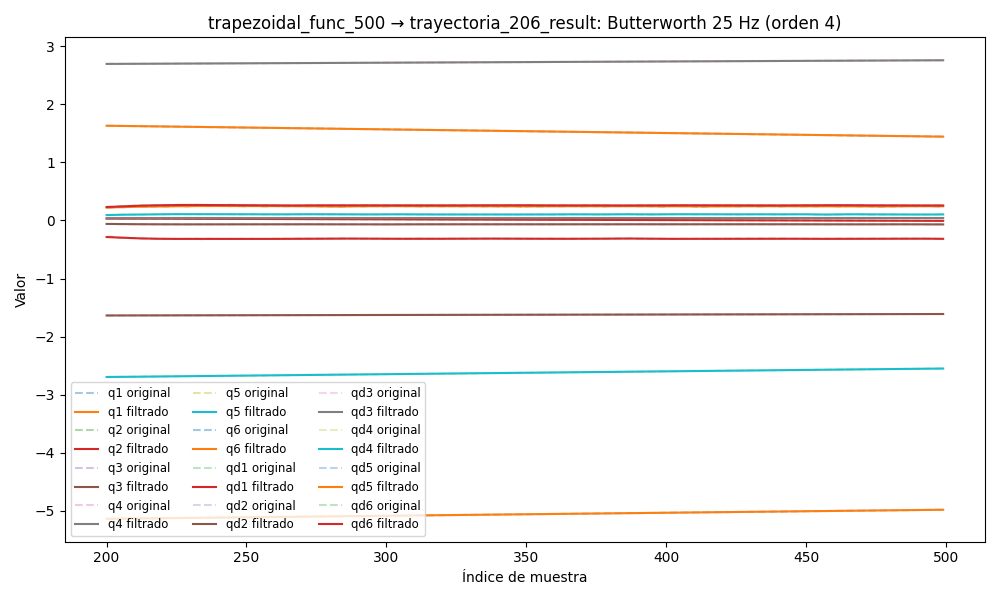 trapezoidal_func_500 → trayectoria_206_result: Butterworth 25 Hz (orden 4)
3
2
1
0
−1
−2
−3
−4
−5
Valor
q1 original
q1 filtrado
q2 original
q2 filtrado
q3 original
q3 filtrado
q4 original
q4 filtrado
q5 original
q5 filtrado
q6 original
q6 filtrado
qd1 original
qd1 filtrado
qd2 original
qd2 filtrado
qd3 original
qd3 filtrado
qd4 original
qd4 filtrado
qd5 original
qd5 filtrado
qd6 original
qd6 filtrado
200 250 300 350 400 450 500
Índice de muestra